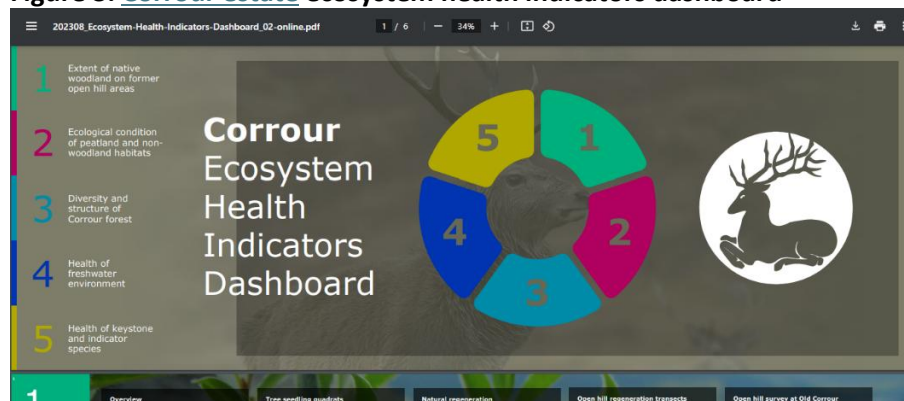 Figure 3: Corrour Estate ecosystem health indicators dashboard
202308_Ecosystem-Health-Indicators-Dashboard_02-online.pdf
1 / 6
34%
1
Extent of native
woodland on former
open hill areas
2
Ecological condition
of peatland and non-
woodland habitats
3
Diversity and
structure of
Corrour forest
4
Health of
freshwater
environment
5
Health of keystone
and indicator
species
Corrour
Ecosystem
Health
Indicators
Dashboard
5
1
4
2
3
1
Overview
Tree seedling quadrats
Natural regeneration
Open hill regeneration transects
Open hill survey at Old Corrour